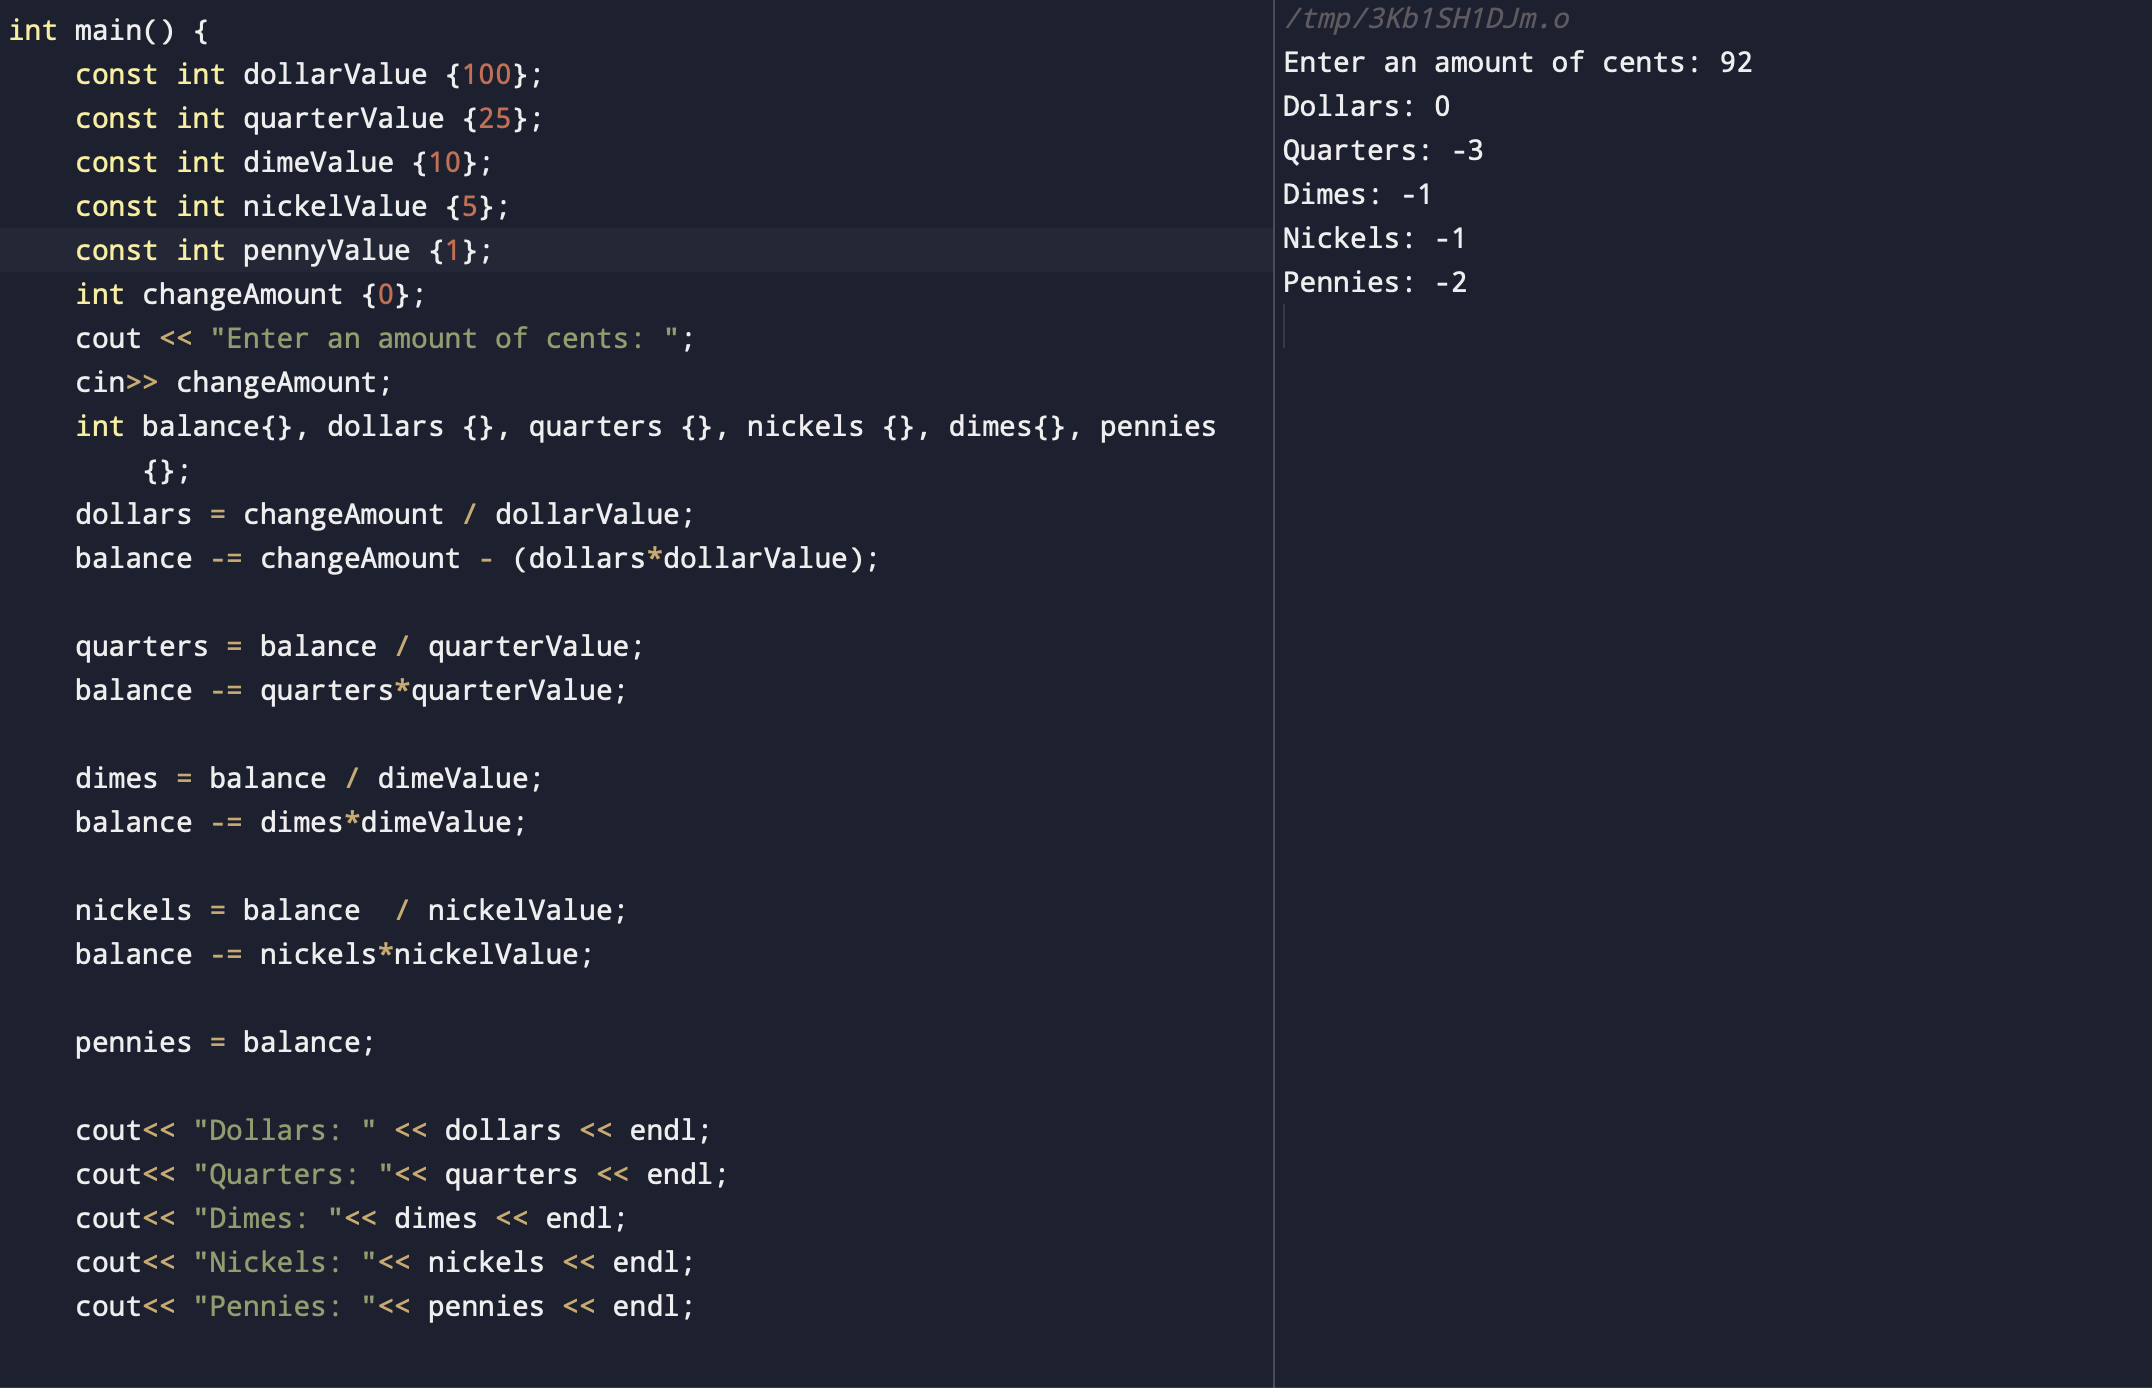 int main() {
    const int dollarValue {100};
    const int quarterValue {25};
    const int dimeValue {10};
    const int nickelValue {5};
    const int pennyValue {1};
    int changeAmount {0};
    cout << "Enter an amount of cents: ";
    cin>> changeAmount;
    int balance{}, dollars {}, quarters {}, nickels {}, dimes{}, pennies
        {};
    dollars = changeAmount / dollarValue;
    balance -= changeAmount - (dollars*dollarValue);

    quarters = balance / quarterValue;
    balance -= quarters*quarterValue;

    dimes = balance / dimeValue;
    balance -= dimes*dimeValue;

    nickels = balance  / nickelValue;
    balance -= nickels*nickelValue;

    pennies = balance;

    cout<< "Dollars: " << dollars << endl;
    cout<< "Quarters: "<< quarters << endl;
    cout<< "Dimes: "<< dimes << endl;
    cout<< "Nickels: "<< nickels << endl;
    cout<< "Pennies: "<< pennies << endl;
/tmp/3Kb1SH1DJm.o
Enter an amount of cents: 92
Dollars: 0
Quarters: -3
Dimes: -1
Nickels: -1
Pennies: -2